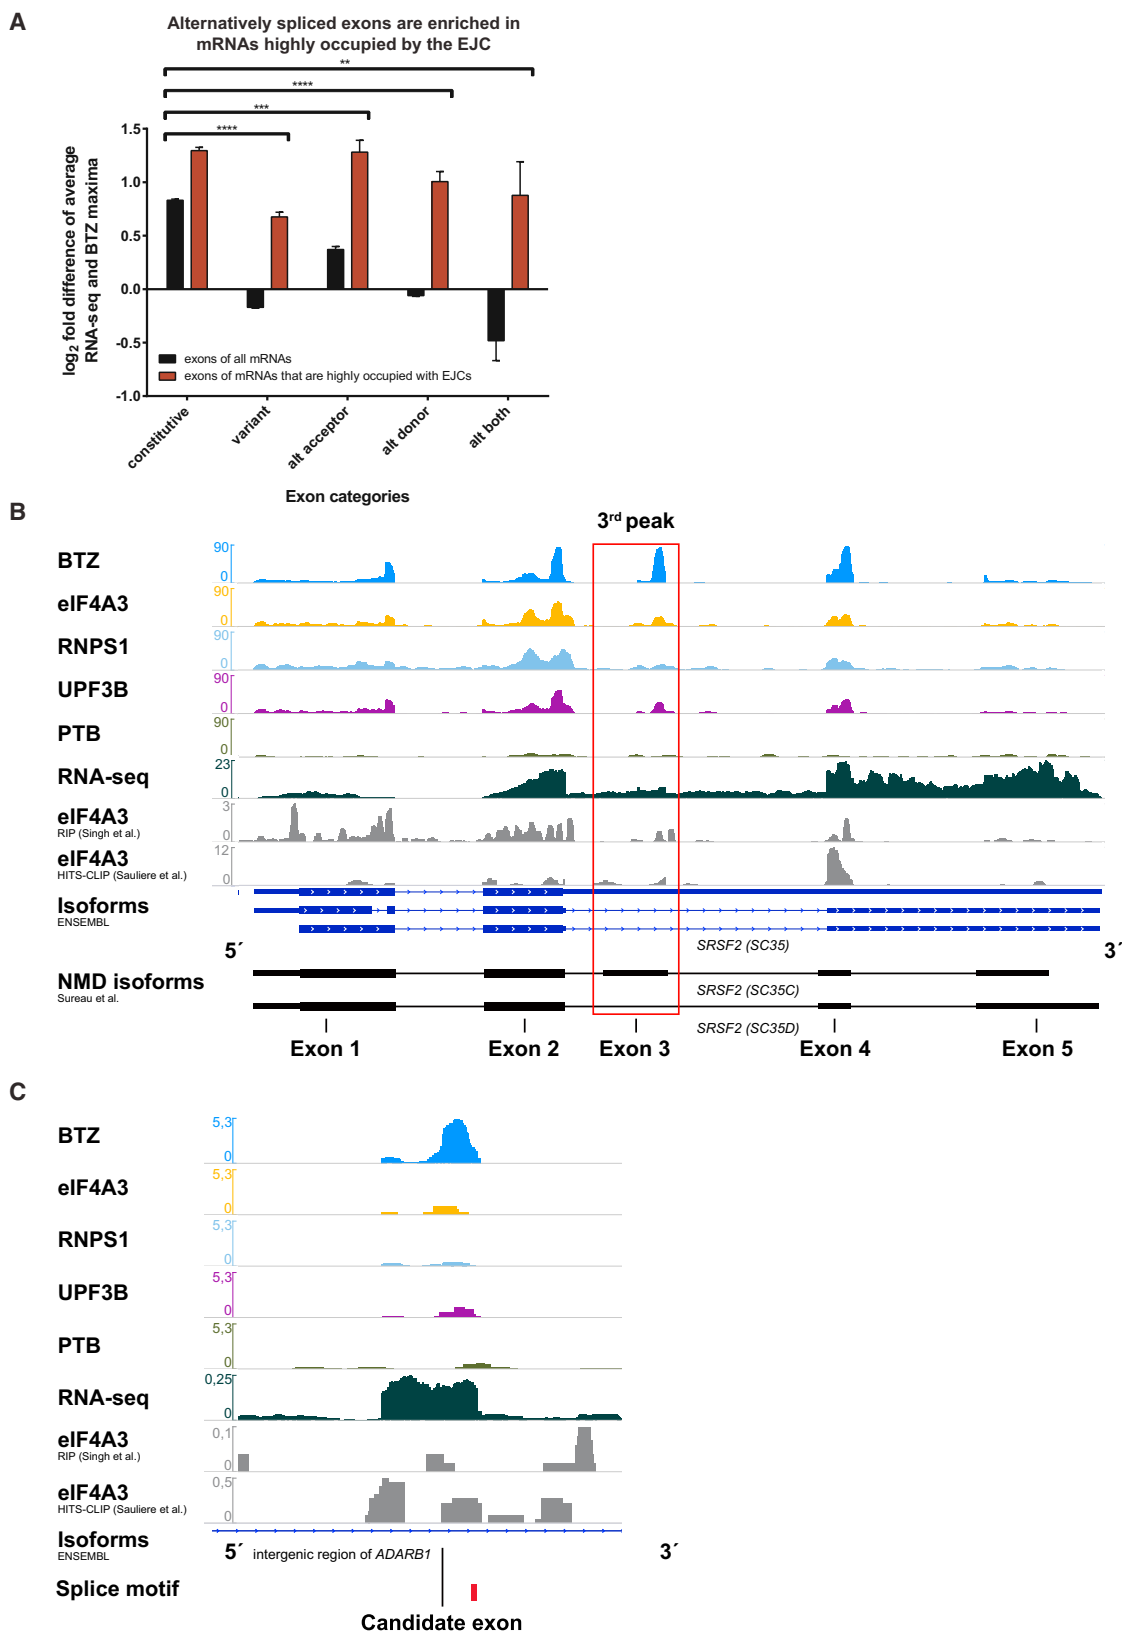 A
Alternatively spliced exons are enriched in
mRNAs highly occupied by the EJC
**
****
***
****
log2 fold difference of average
RNA-seq and BTZ maxima
1.5
1.0
0.5
0.0
-0.5
-1.0
exons of all mRNAs
exons of mRNAs that are highly occupied with EJCs
constitutive
variant
alt acceptor
alt donor
alt both
Exon categories
B
3rd peak
BTZ
90
0
eIF4A3
90
0
RNPS1
90
0
UPF3B
90
0
PTB
90
0
RNA-seq
23
0
eIF4A3
RIP (Singh et al.)
3
0
eIF4A3
HITS-CLIP (Sauliere et al.)
12
0
Isoforms
ENSEMBL
5´
SRSF2 (SC35)
3´
NMD isoforms
Sureau et al.
SRSF2 (SC35C)
SRSF2 (SC35D)
Exon 1
Exon 2
Exon 3
Exon 4
Exon 5
C
BTZ
5,3
0
eIF4A3
5,3
0
RNPS1
5,3
0
UPF3B
5,3
0
PTB
5,3
0
RNA-seq
0,25
0
eIF4A3
RIP (Singh et al.)
0,1
0
eIF4A3
HITS-CLIP (Sauliere et al.)
0,5
0
Isoforms
ENSEMBL
5´
intergenic region of ADARB1
3´
Splice motif
Candidate exon